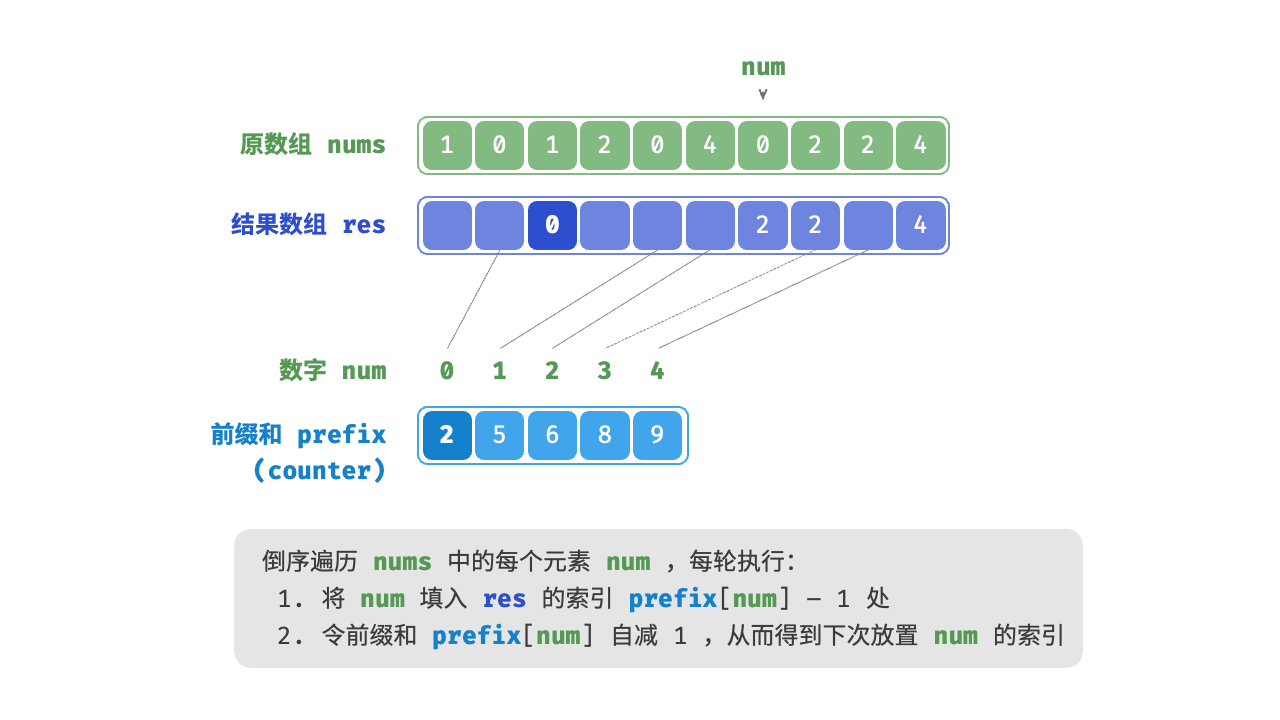 num
原数组 nums 1 0 1 2 0 4 0 2 2 4
结果数组 res 0 2 2 4
数字 num 0 1 2 3 4
前缀和 prefix 2 5 6 8 9
(counter)
倒序遍历 nums 中的每个元素 num ，每轮执行：
1. 将 num 填入 res 的索引 prefix[num] – 1 处
2. 令前缀和 prefix[num] 自减 1 ，从而得到下次放置 num 的索引